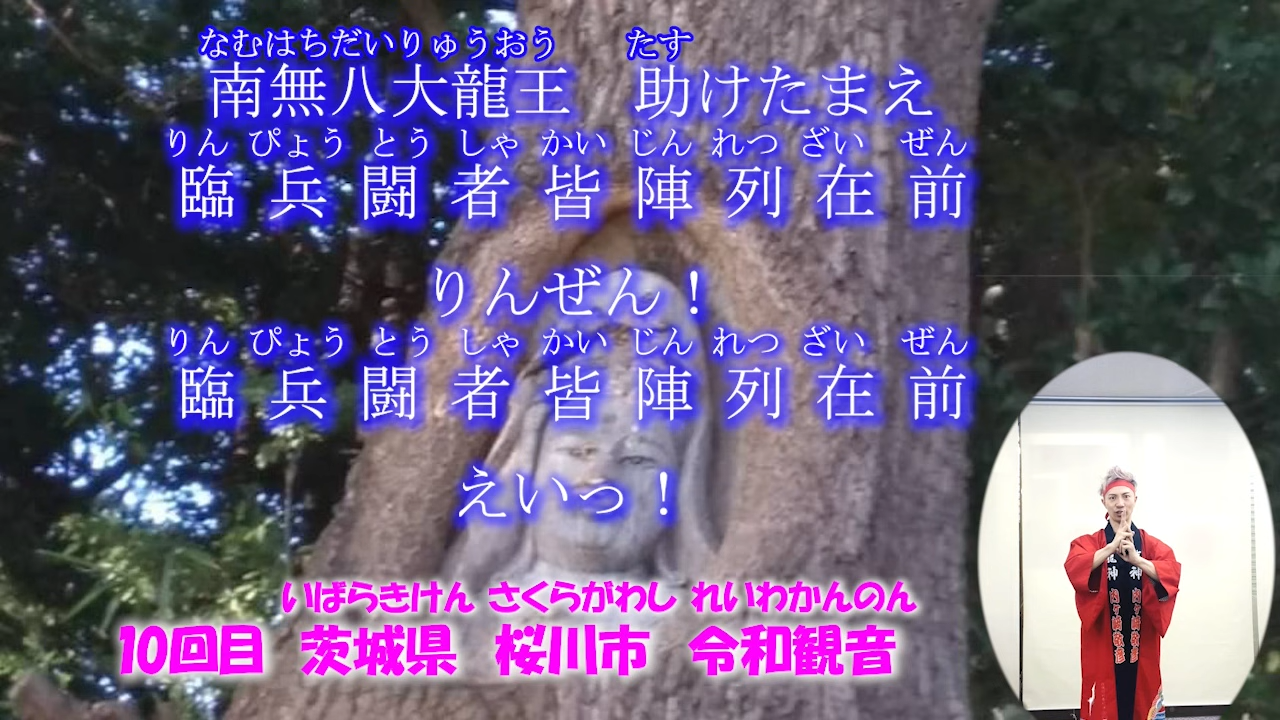 なむはちだいりゅうおう たす
南無八大龍王 助けたまえ
りん ぴょう とう しゃ かい じん れつ ざい ぜん
臨 兵 闘 者 皆 陣 列 在 前
りんぜん！
りん ぴょう とう しゃ かい じん れつ ざい ぜん
臨 兵 闘 者 皆 陣 列 在 前
えいっ！
いばらきけん さくらがわし れいわかんのん
10回目 茨城県 桜川市 令和観音